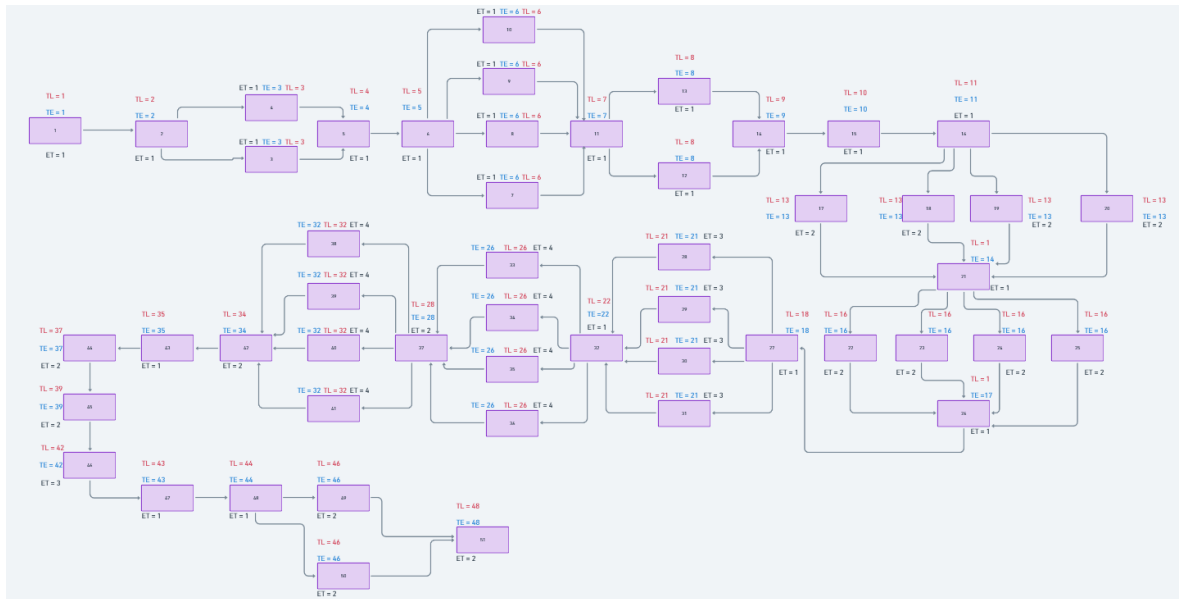 ET = 1 TE = 6 TL = 6
10
TL = 1
TE = 1
1
ET = 1
TL = 2
TE = 2
2
ET = 1
ET = 1 TE = 3 TL = 3
4
ET = 1 TE = 3 TL = 3
3
TL = 4
TE = 4
5
ET = 1
TL = 5
TE = 5
6
ET = 1
ET = 1 TE = 6 TL = 6
9
ET = 1 TE = 6 TL = 6
8
ET = 1 TE = 6 TL = 6
7
TL = 7
TE = 7
11
ET = 1
TL = 8
TE = 8
13
ET = 1
TL = 8
TE = 8
12
ET = 1
TL = 9
TE = 9
ET = 1
TL = 10
TE = 10
15
ET = 1
TL = 11
TE = 11
ET = 1
TL = 13
TE = 13
17
ET = 2
TL = 13
TE = 13
18
ET = 2
TL = 13
TE = 13
19
ET = 2
TL = 13
TE = 13
20
ET = 2
TL = 1
TE = 14
21
ET = 1
TL = 16
TE = 16
22
ET = 2
TL = 16
TE = 16
23
ET = 2
TL = 16
TE = 16
24
ET = 2
TL = 16
TE = 16
25
ET = 2
TL = 1
TE =17
26
ET = 1
TL = 18
TE = 18
27
ET = 1
TL = 21 TE = 21 ET = 3
28
TL = 21 TE = 21 ET = 3
29
TL = 21 TE = 21 ET = 3
30
TL = 21 TE = 21 ET = 3
31
TL = 22
TE =22
ET = 1
32
TE = 26 TL = 26 ET = 4
33
TE = 26 TL = 26 ET = 4
34
TE = 26 TL = 26 ET = 4
35
TE = 26 TL = 26 ET = 4
36
TL = 28
TE = 28
ET = 2
37
TE = 32 TL = 32 ET = 4
38
TE = 32 TL = 32 ET = 4
39
TE = 32 TL = 32 ET = 4
40
TE = 32 TL = 32 ET = 4
41
TL = 34
TE = 34
42
ET = 2
TL = 35
TE = 35
43
ET = 1
TL = 37
TE = 37
44
ET = 2
TL = 39
TE = 39
45
ET = 2
TL = 42
TE = 42
ET = 3
TL = 43
TE = 43
47
ET = 1
TL = 44
TE = 44
48
ET = 1
TL = 46
TE = 46
49
ET = 2
TL = 46
TE = 46
50
ET = 2
TL = 48
TE = 48
51
ET = 2